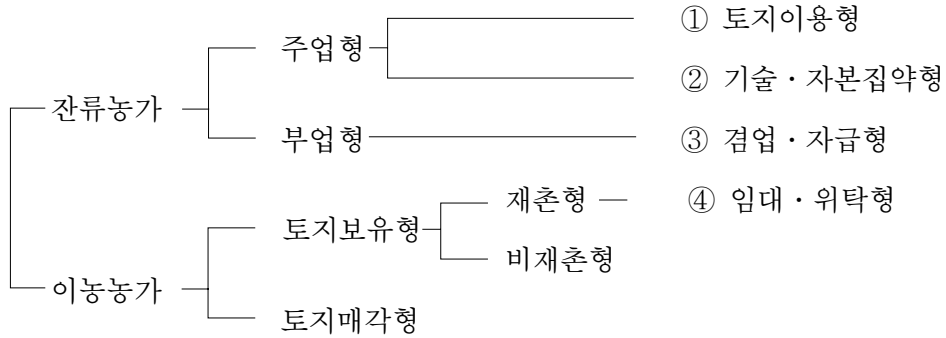 ① 토지이용형
주업형
② 기술·자본집약형
잔류농가
부업형 ③ 겸업·자급형
재촌형 ④ 임대·위탁형
토지보유형
비재촌형
이농농가
토지매각형